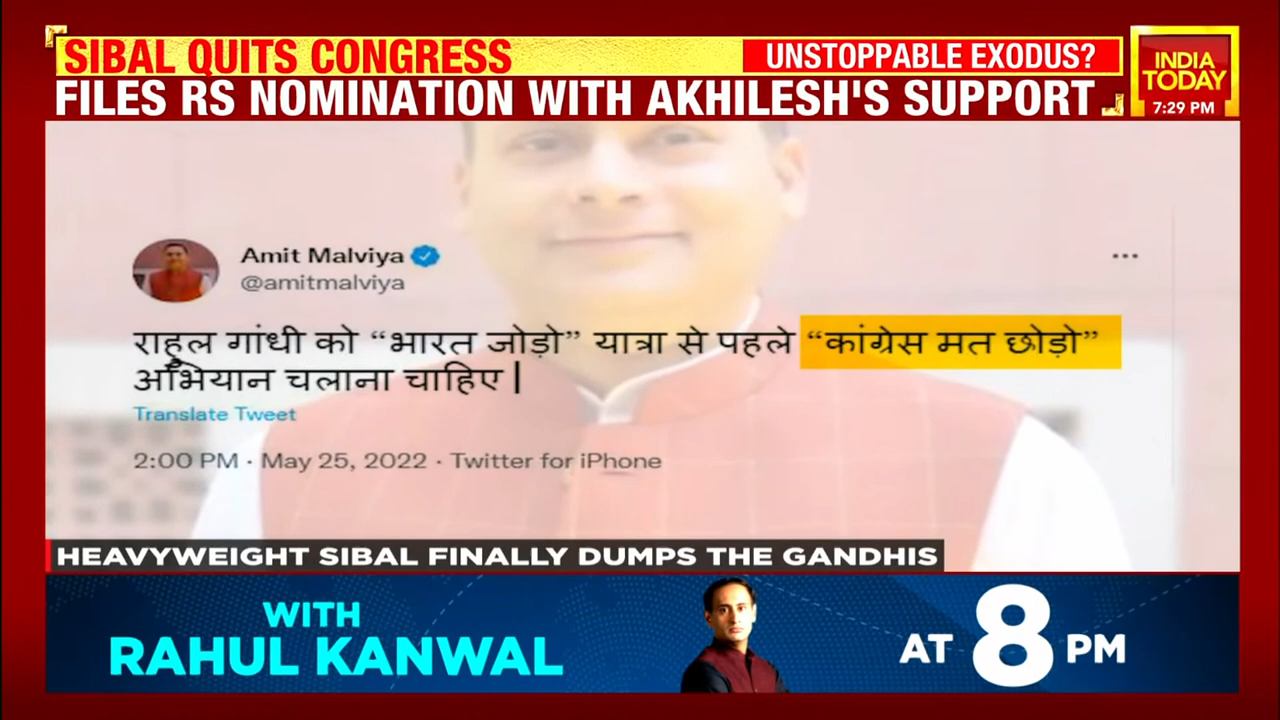 SIBAL QUITS CONGRESS
UNSTOPPABLE EXODUS?
FILES RS NOMINATION WITH AKHILESH'S SUPPORT
INDIA
TODAY
7:29 PM
Amit Malviya
@amitmalviya
राहुल गांधी को “भारत जोड़ो” यात्रा से पहले “कांग्रेस मत छोड़ो”
अभियान चलाना चाहिए |
Translate Tweet
2:00 PM · May 25, 2022 · Twitter for iPhone
HEAVYWEIGHT SIBAL FINALLY DUMPS THE GANDHIS
WITH
RAHUL KANWAL
AT 8 PM